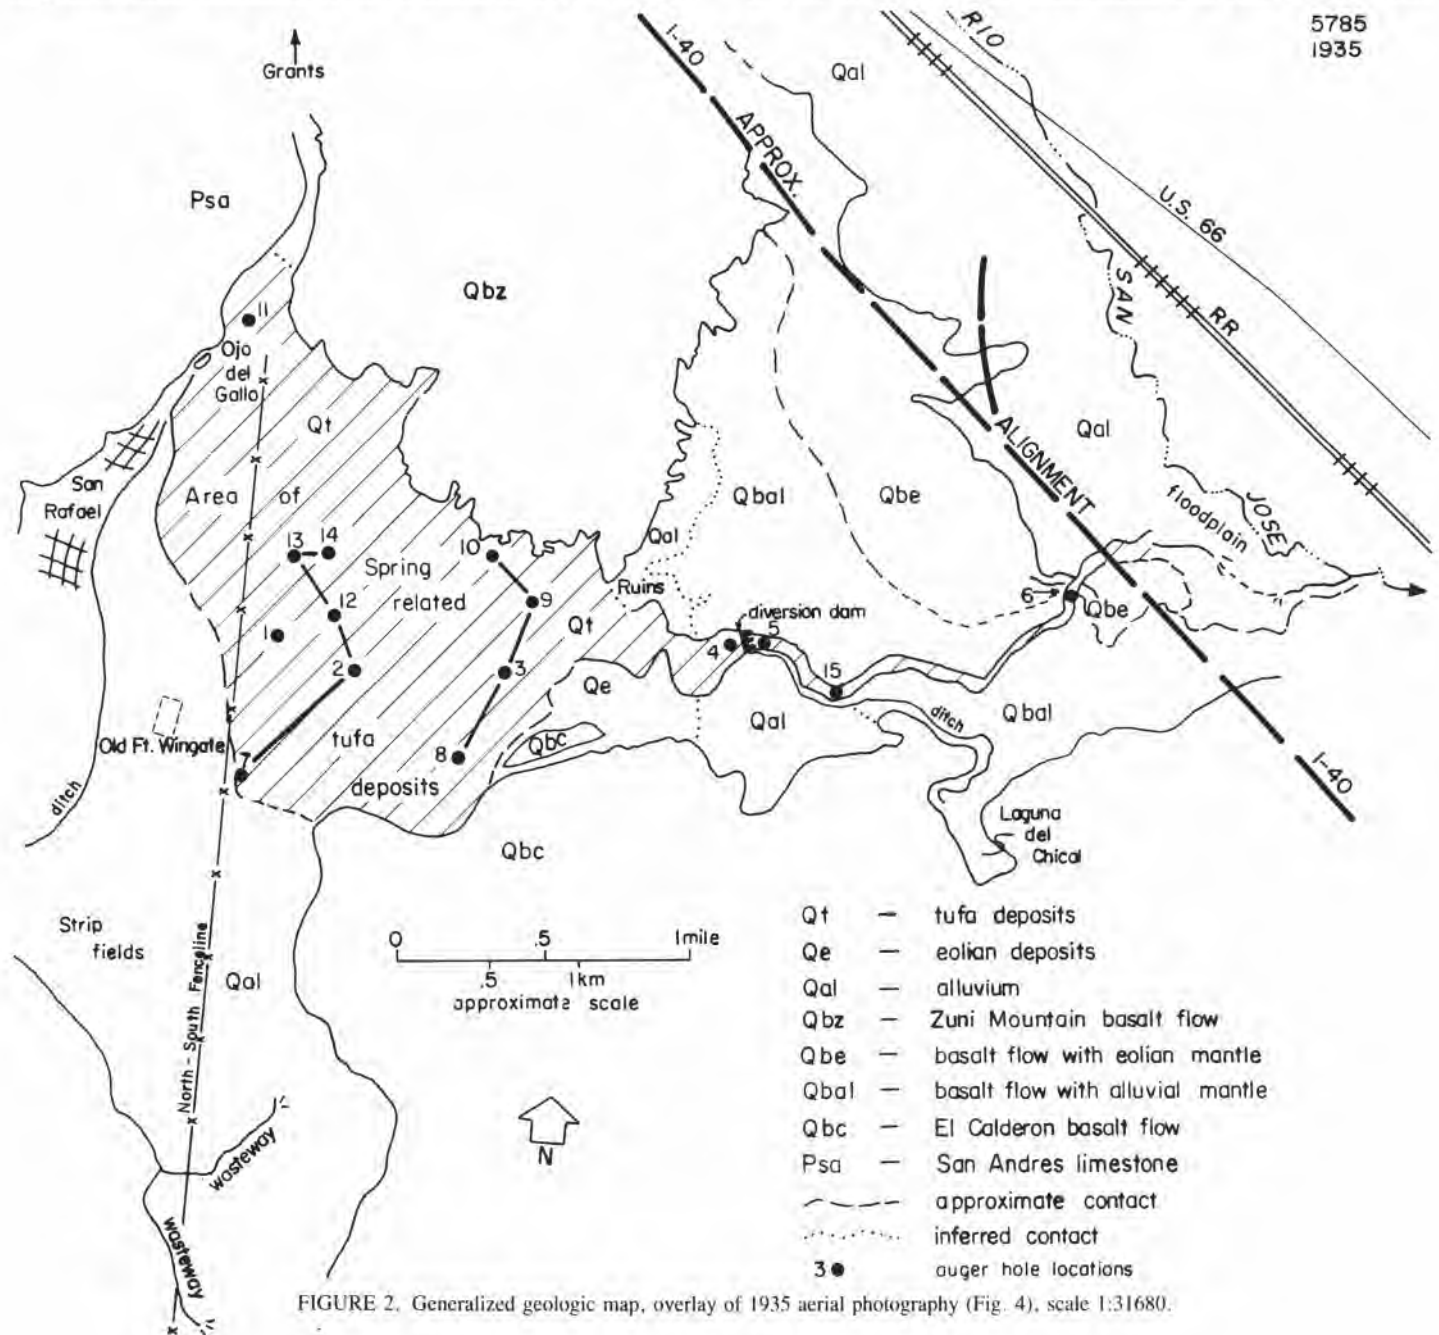 5785
1935
Grants
I-40
RIO
Qal
APPROX.
Psa
U.S. 66
Qbz
SAN
RR
11
Ojo
del
Gallo
Qt
ALIGNMENT
Qal
San
Rafael
Area of
Qbal
Qbe
floodplain
JOSE
Qal
13 14
10
Spring
related
Ruins
12
9
1
Qt
diversion dam
6
Qbe
4
5
2
3
Qe
15
Qal
ditch
Qbal
Old Ft. Wingate
tufa
Qbc
7
8
deposits
I-40
ditch
Laguna
del
Chical
Qbc
Strip
fields
0 .5 1mile
.5 1km
approximate scale
Qal
North - South Fenceline
N
wasteway
wasteway
Qt — tufa deposits
Qe — eolian deposits
Qal — alluvium
Qbz — Zuni Mountain basalt flow
Qbe — basalt flow with eolian mantle
Qbal — basalt flow with alluvial mantle
Qbc — El Calderon basalt flow
Psa — San Andres limestone
approximate contact
inferred contact
3 auger hole locations
FIGURE 2. Generalized geologic map, overlay of 1935 aerial photography (Fig. 4), scale 1:31680.